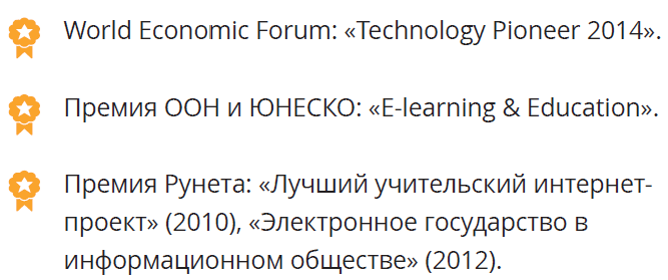 World Economic Forum: «Technology Pioneer 2014».
Премия ООН и ЮНЕСКО: «E-learning & Education».
Премия Рунета: «Лучший учительский интернет-
проект» (2010), «Электронное государство в
информационном обществе» (2012).